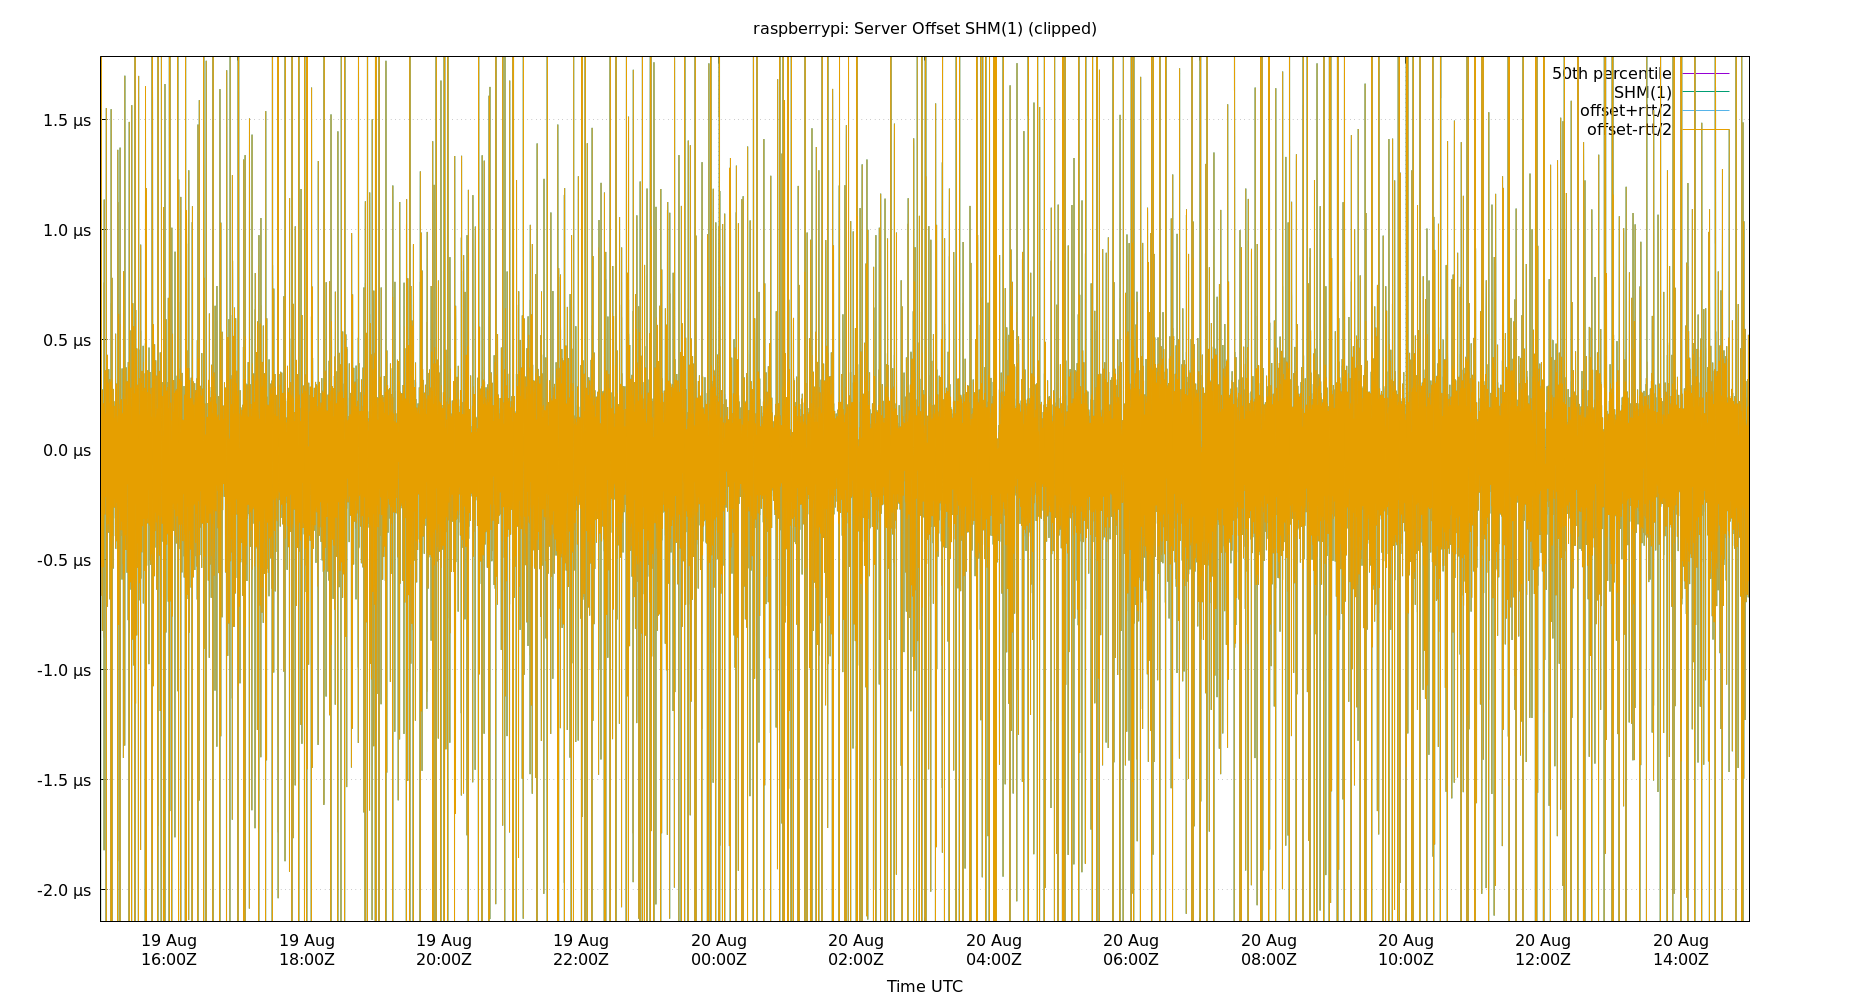 raspberrypi: Server Offset SHM(1) (clipped)
50th percentile
SHM(1)
offset+rtt/2
offset-rtt/2
1.5 µs
1.0 µs
0.5 µs
0.0 µs
-0.5 µs
-1.0 µs
-1.5 µs
-2.0 µs
19 Aug 19 Aug 19 Aug 19 Aug 20 Aug 20 Aug 20 Aug 20 Aug 20 Aug 20 Aug 20 Aug 20 Aug
16:00Z 18:00Z 20:00Z 22:00Z 00:00Z 02:00Z 04:00Z 06:00Z 08:00Z 10:00Z 12:00Z 14:00Z
Time UTC